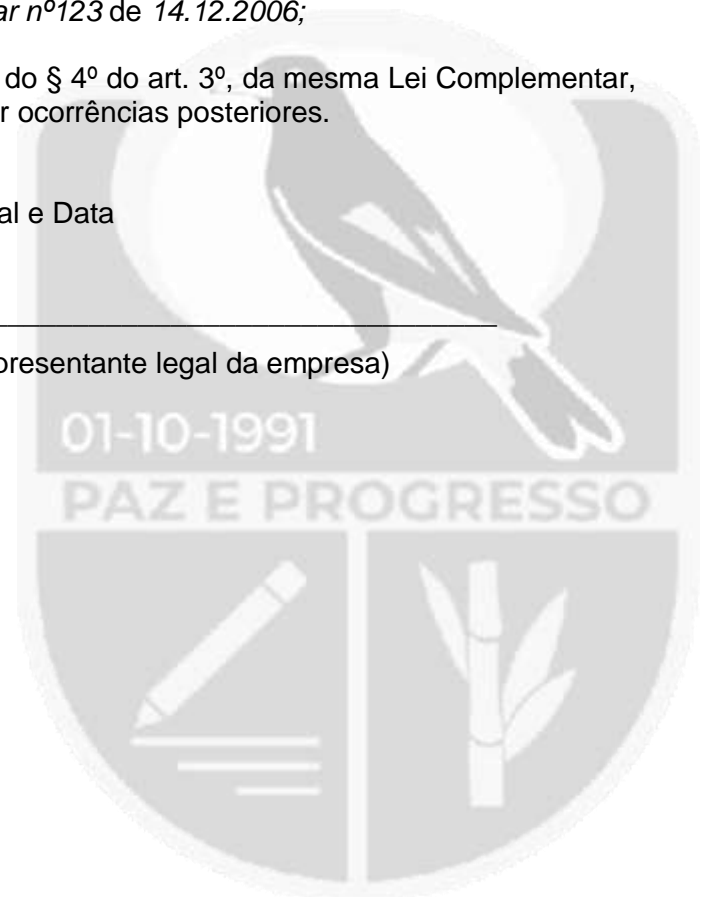 ar nº123 de 14.12.2006;
do § 4º do art. 3º, da mesma Lei Complementar,
r ocorrências posteriores.
al e Data
presentante legal da empresa)
01-10-1991
PAZ E PROGRESSO